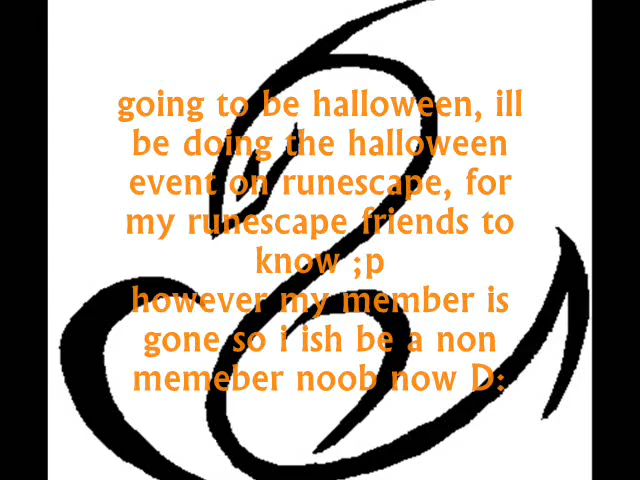 going to be halloween, ill
be doing the halloween
event on runescape, for
my runescape friends to
know ;p
however my member is
gone so i ish be a non
memeber noob now D: